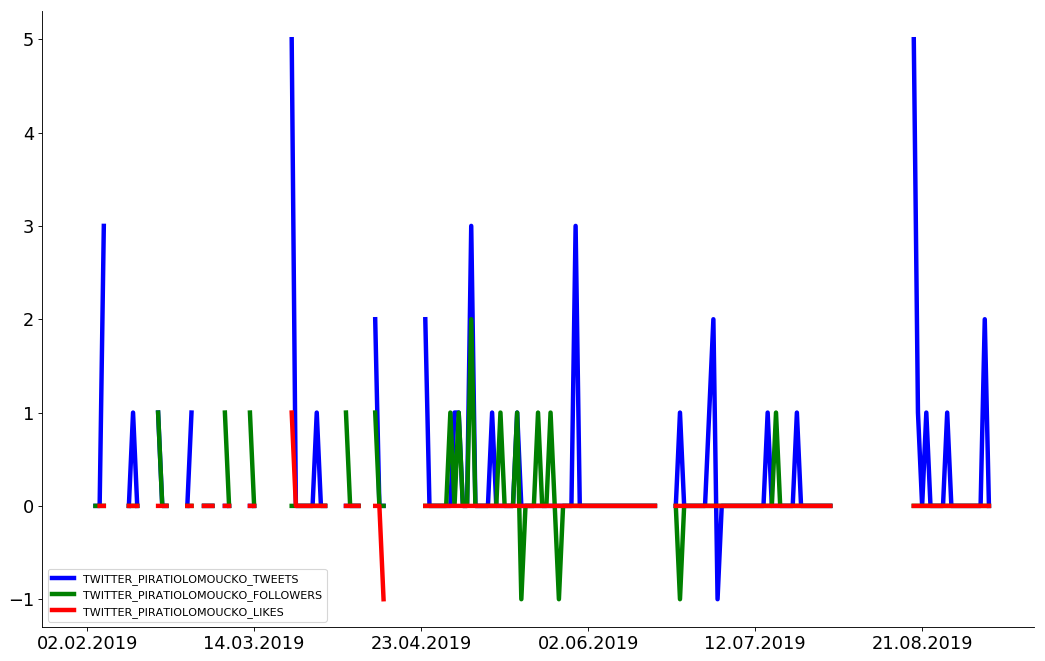 5
4
3
2
1
0
−1
TWITTER_PIRATIOLOMOUCKO_TWEETS
TWITTER_PIRATIOLOMOUCKO_FOLLOWERS
TWITTER_PIRATIOLOMOUCKO_LIKES
02.02.2019 14.03.2019 23.04.2019 02.06.2019 12.07.2019 21.08.2019